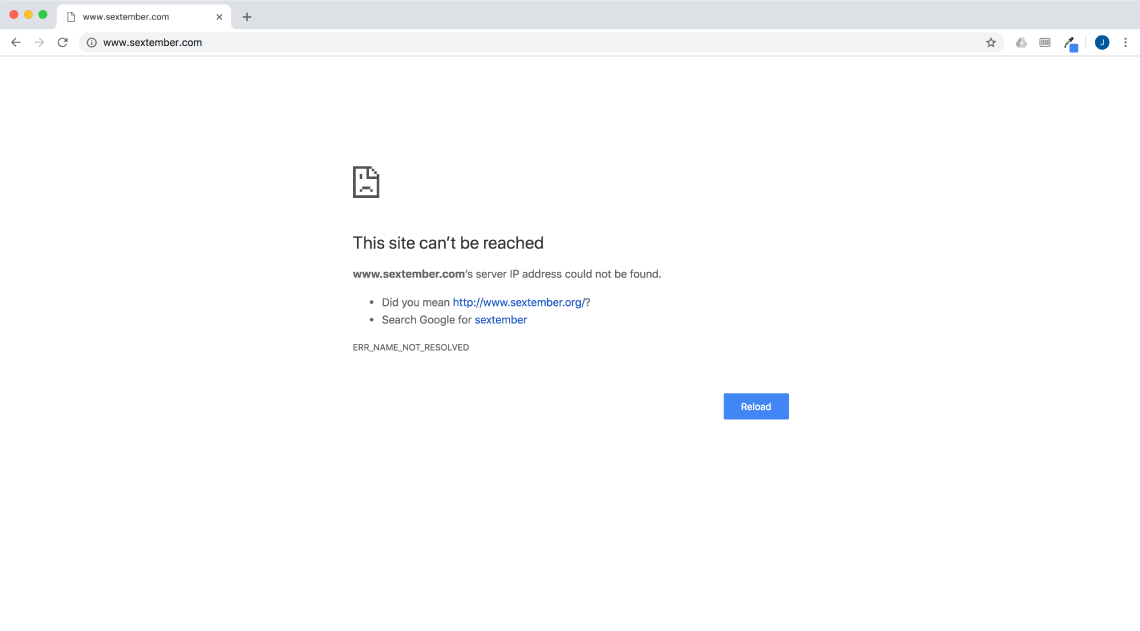 www.sextember.com
www.sextember.com
J
This site can't be reached
www.sextember.com's server IP address could not be found.
Did you mean http://www.sextember.org/?
Search Google for sextember
ERR_NAME_NOT_RESOLVED
Reload